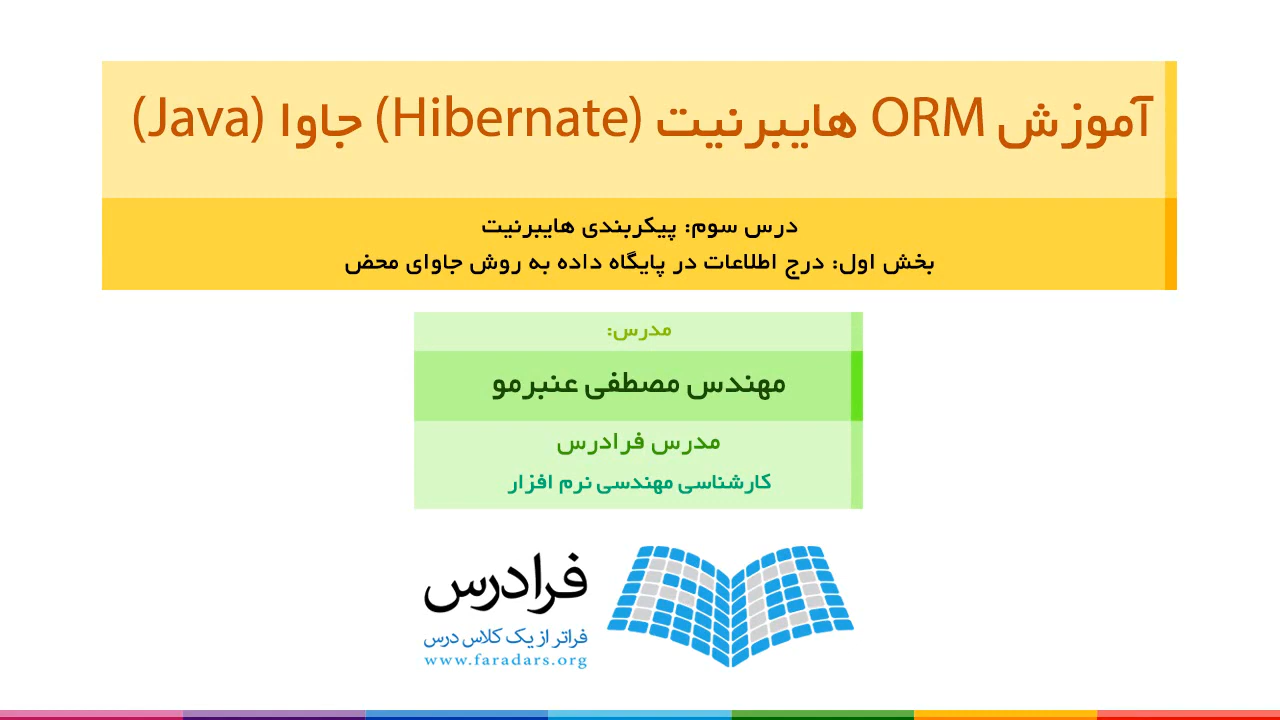 آموزش ORM هایبرنیت (Hibernate) جاوا (Java)
درس سوم: پیکربندی هایبرنیت
بخش اول: درج اطلاعات در پایگاه داده به روش جاوای محض
مدرس:
مهندس مصطفی عنبرمو
مدرس فرادرس
کارشناسی مهندسی نرم افزار
فرادرس
فراتر از یک کلاس درس
www.faradars.org